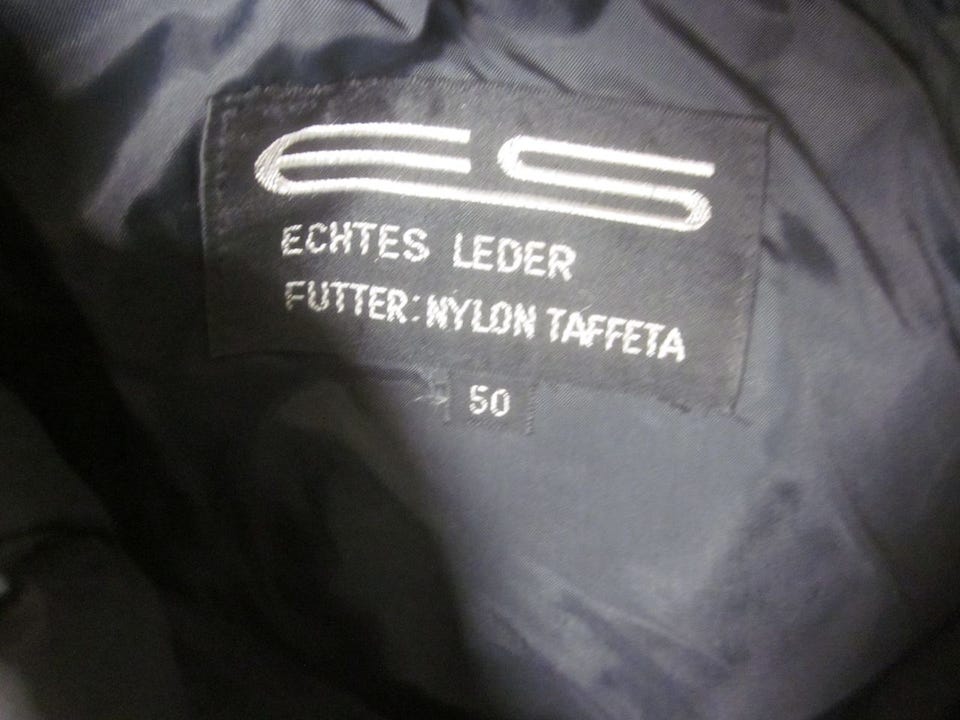 ES
ECHTES LEDER
FUTTER: NYLON TAFFETA
50